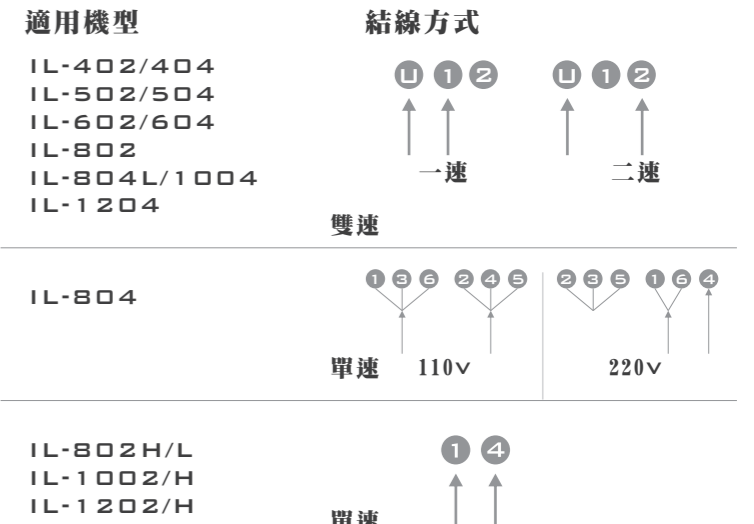 適用機型 結線方式
IL-402/404
IL-502/504
IL-602/604
IL-802
IL-804L/1004
IL-1204
U 1 2 U 1 2
一速 二速
雙速
IL-804
1 3 6 2 4 5 2 3 5 1 6 4
單速 110V 220V
IL-802H/L
IL-1002/H
IL-1202/H
1 4
單速